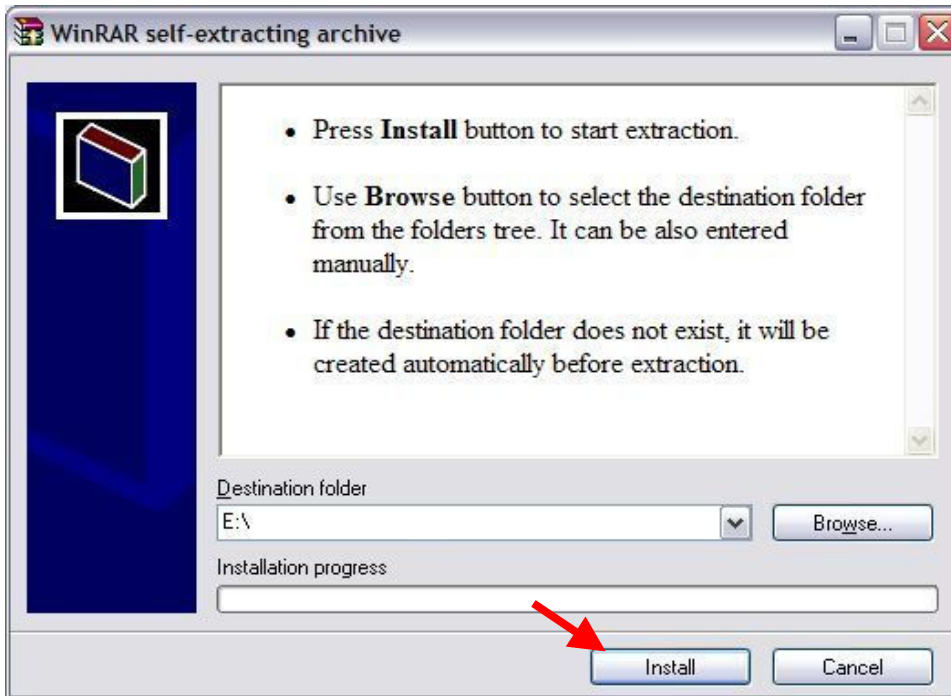 WinRAR self-extracting archive
• Press Install button to start extraction.
• Use Browse button to select the destination folder
from the folders tree. It can be also entered
manually.
• If the destination folder does not exist, it will be
created automatically before extraction.
Destination folder
E:\
Browse...
Installation progress
Install
Cancel